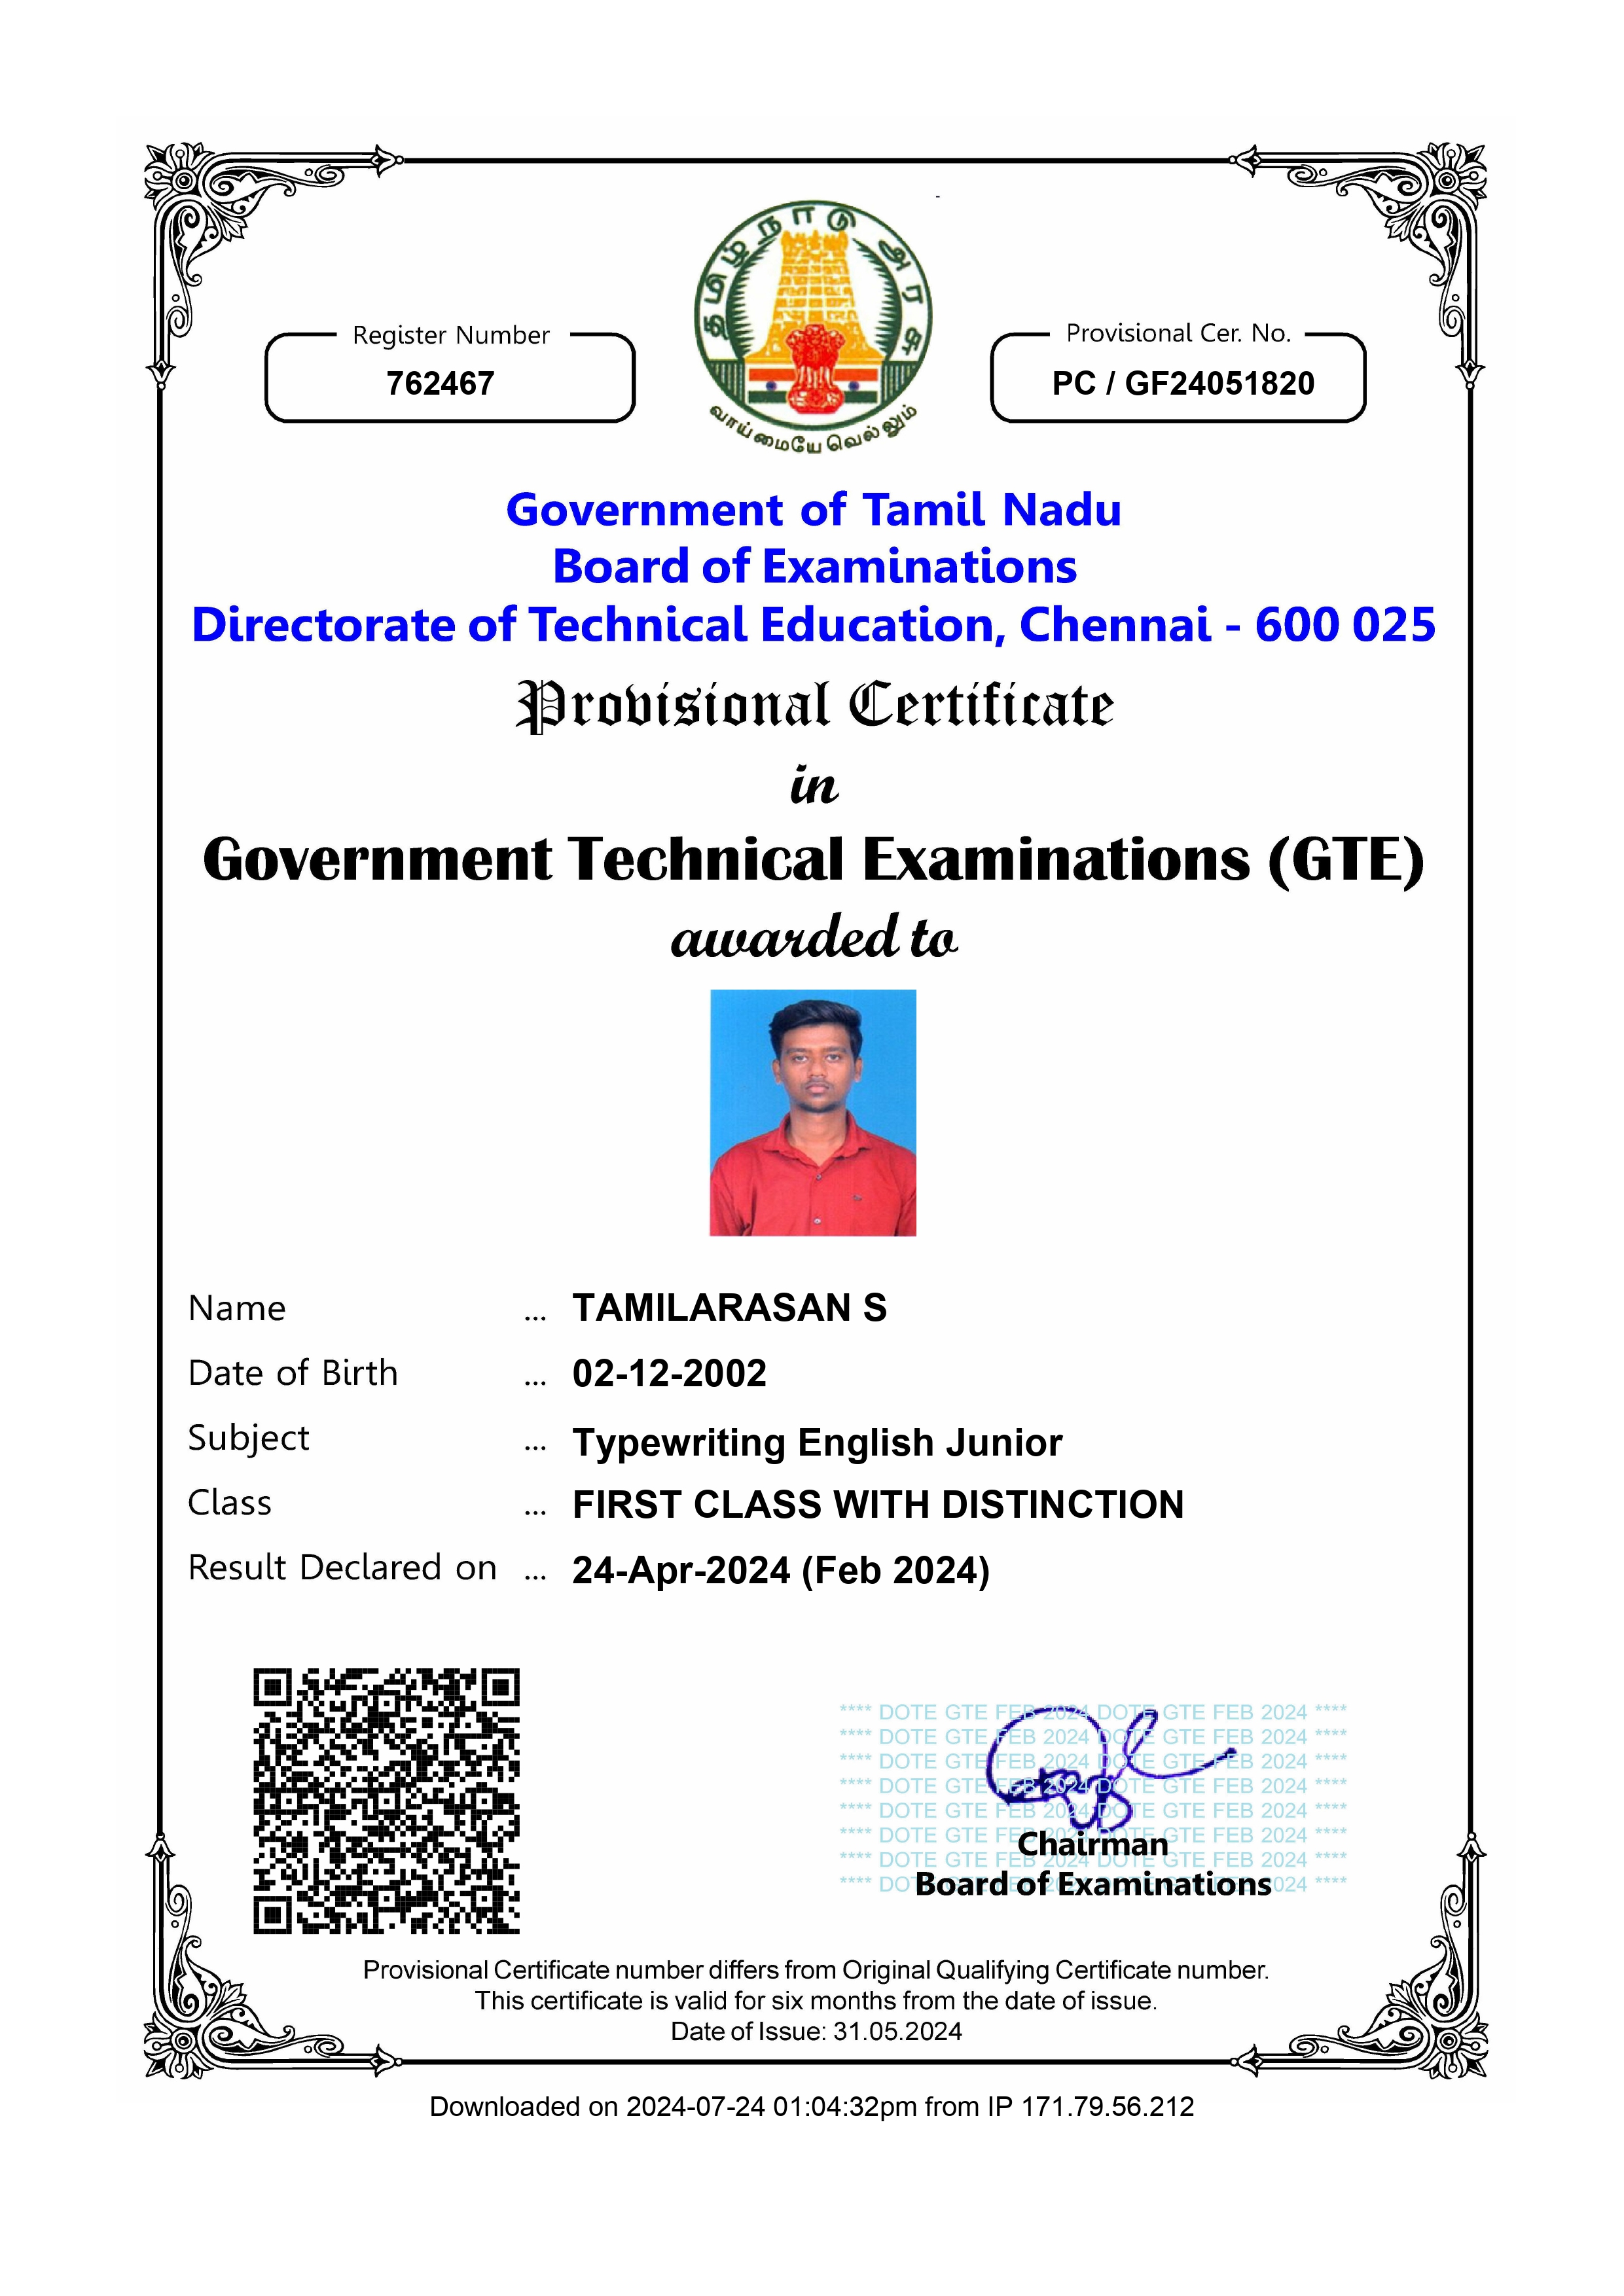 தமிழ்நாடு அரசு
வாய்மையே வெல்லும்
Register Number
762467
Provisional Cer. No.
PC / GF24051820
Government of Tamil Nadu
Board of Examinations
Directorate of Technical Education, Chennai - 600 025
Provisional Certificate
in
Government Technical Examinations (GTE)
awarded to
Name ... TAMILARASAN S
Date of Birth ... 02-12-2002
Subject ... Typewriting English Junior
Class ... FIRST CLASS WITH DISTINCTION
Result Declared on ... 24-Apr-2024 (Feb 2024)
**** DOTE GTE FEB 2024 DOTE GTE FEB 2024 ****
**** DOTE GTE FEB 2024 DOTE GTE FEB 2024 ****
**** DOTE GTE FEB 2024 DOTE GTE FEB 2024 ****
**** DOTE GTE FEB 2024 DOTE GTE FEB 2024 ****
**** DOTE GTE FEB 2024 DOTE GTE FEB 2024 ****
**** DOTE GTE FEB 2024 DOTE GTE FEB 2024 ****
Chairman
**** DOTE GTE FEB 2024 DOTE GTE FEB 2024 ****
**** DOTE GTE FEB 2024 DOTE GTE FEB 2024 ****
Board of Examinations
Provisional Certificate number differs from Original Qualifying Certificate number.
This certificate is valid for six months from the date of issue.
Date of Issue: 31.05.2024
Downloaded on 2024-07-24 01:04:32pm from IP 171.79.56.212